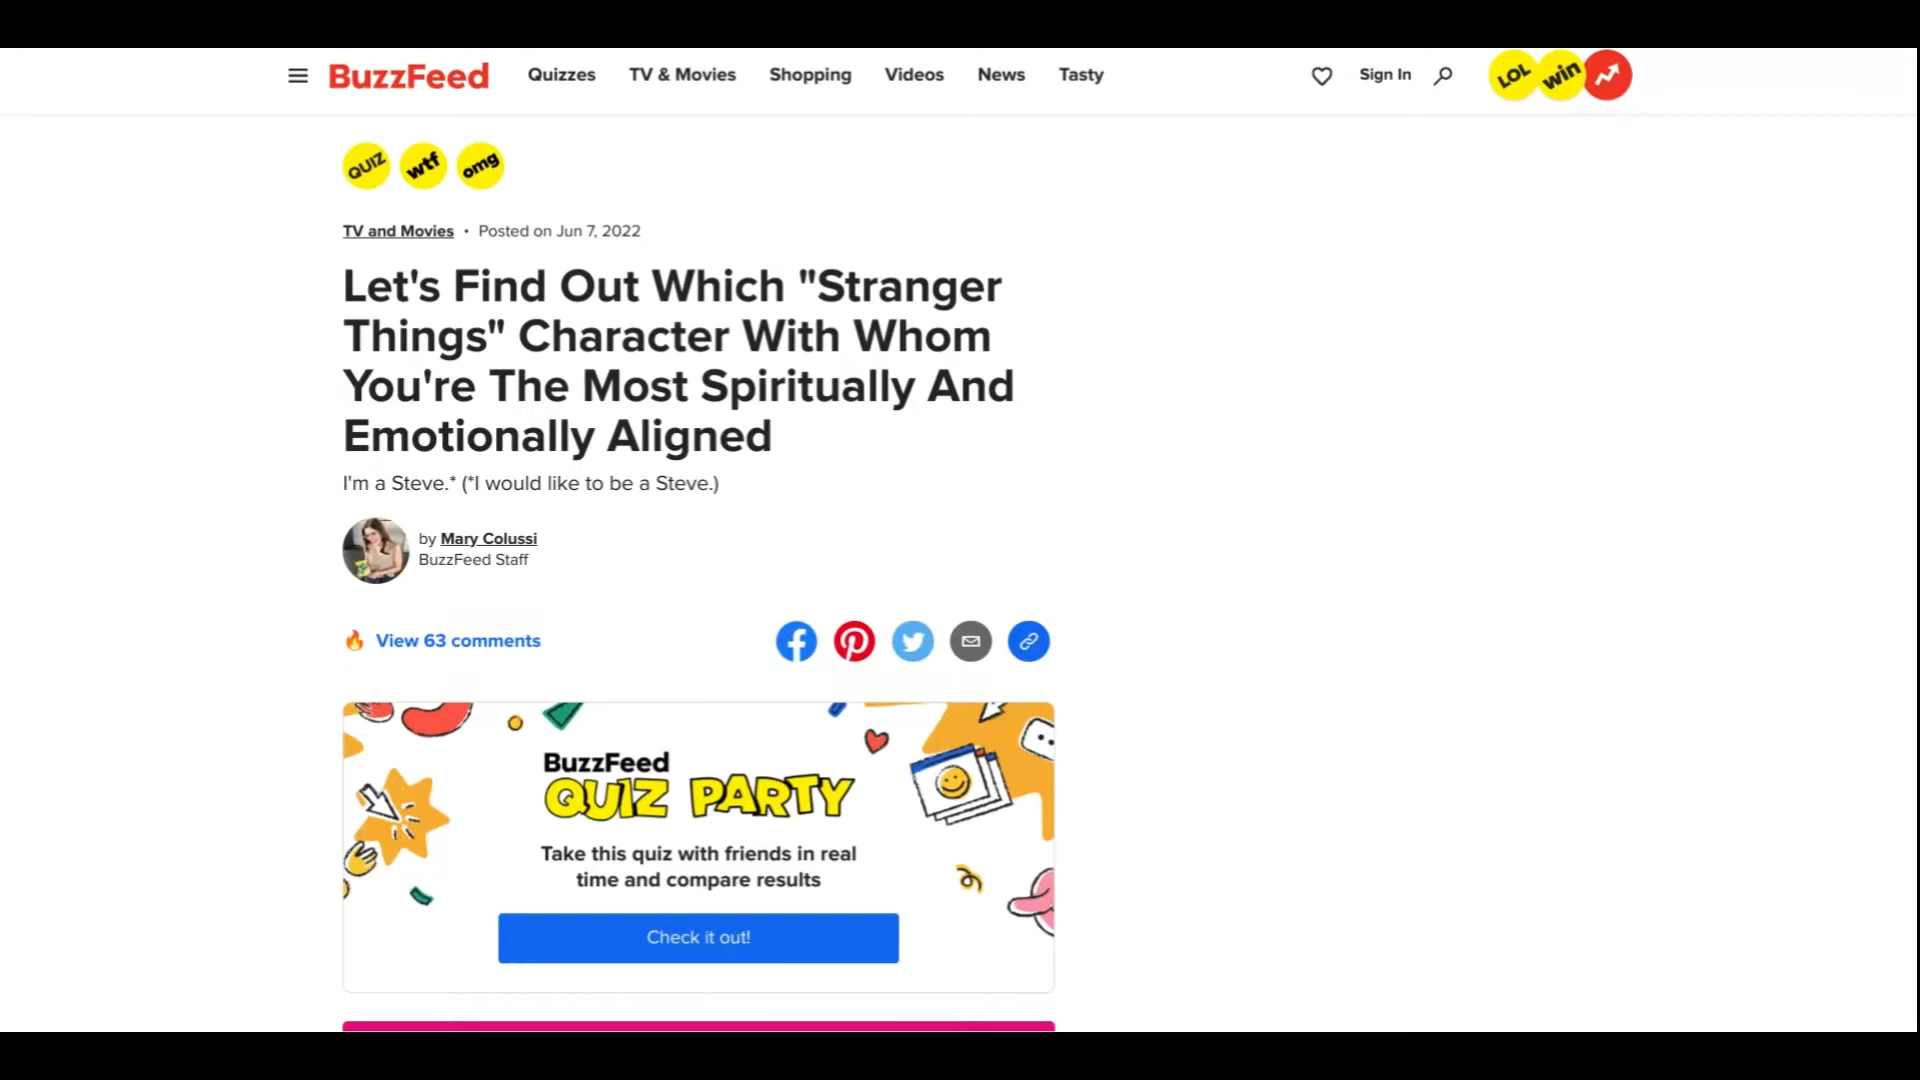 BuzzFeed Quizzes TV & Movies Shopping Videos News Tasty Sign In LOL win
QUIZ wtf omg
TV and Movies • Posted on Jun 7, 2022
Let's Find Out Which "Stranger
Things" Character With Whom
You're The Most Spiritually And
Emotionally Aligned
I'm a Steve.* (*I would like to be a Steve.)
by Mary Colussi
BuzzFeed Staff
View 63 comments
BuzzFeed
QUIZ PARTY
Take this quiz with friends in real
time and compare results
Check it out!